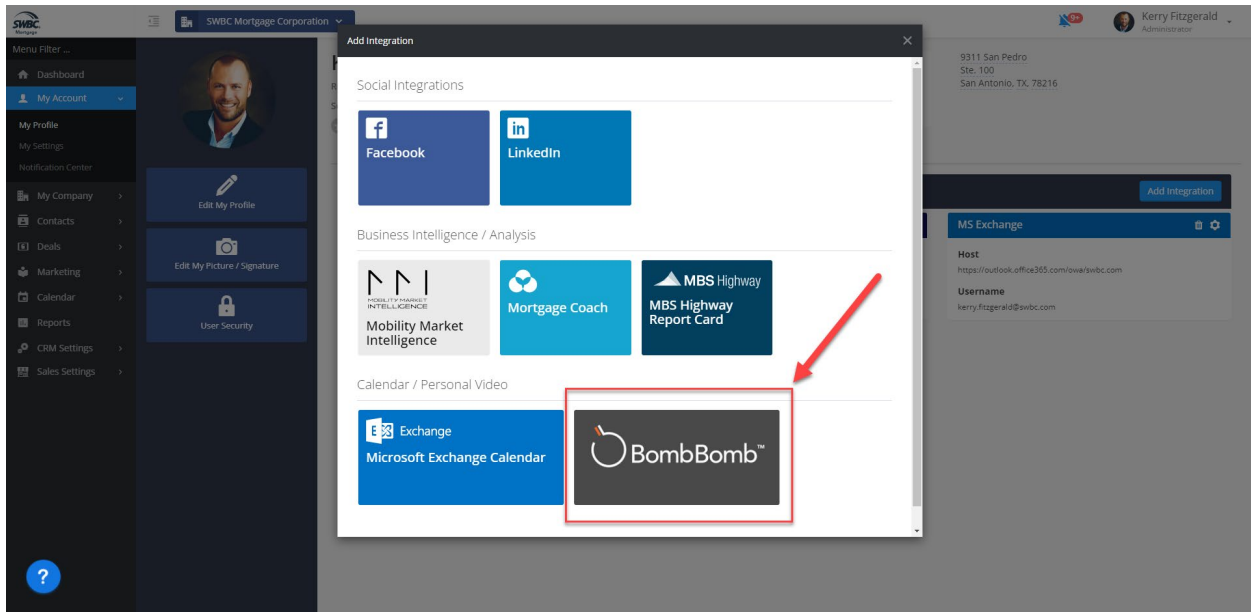 SWBC
Mortgage
SWBC Mortgage Corporation
9+
Kerry Fitzgerald
Administrator
Menu Filter ...
Dashboard
My Account
My Profile
My Settings
Notification Center
My Company
Contacts
Deals
Marketing
Calendar
Reports
CRM Settings
Sales Settings
?
Edit My Profile
Edit My Picture / Signature
User Security
Add Integration
Social Integrations
Facebook
in
LinkedIn
Business Intelligence / Analysis
MOBILITY MARKET
INTELLIGENCE
Mobility Market
Intelligence
Mortgage Coach
MBS Highway
MBS Highway
Report Card
Calendar / Personal Video
Exchange
Microsoft Exchange Calendar
BombBomb™
9311 San Pedro
Ste. 100
San Antonio, TX, 78216
Add Integration
MS Exchange
Host
https://outlook.office365.com/owa/swbc.com
Username
kerry.fitzgerald@swbc.com